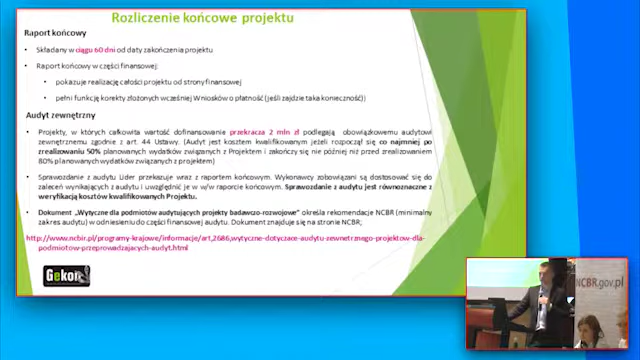 Rozliczenie końcowe projektu
Raport końcowy
• Składany w ciągu 60 dni od daty zakończenia projektu
• Raport końcowy w części finansowej:
• pokazuje realizację całości projektu od strony finansowej
• pełni funkcję korekty złożonych wcześniej Wniosków o płatność (jeśli zajdzie taka konieczność))
Audyt zewnętrzny
• Projekty, w których całkowita wartość dofinansowania przekracza 2 mln zł podlegają obowiązkowemu audytowi
zewnętrznemu zgodnie z art. 44 Ustawy. (Audyt jest kosztem kwalifikowanym jeżeli rozpoczął się co najmniej po
zrealizowaniu 50% planowanych wydatków związanych z Projektem i zakończy się nie później niż przed zrealizowaniem
80% planowanych wydatków związanych z projektem)
• Sprawozdanie z audytu Lider przekazuje wraz z raportem końcowym. Wykonawcy zobowiązani są dostosować się do
zaleceń wynikających z audytu i uwzględnić je w w/w raporcie końcowym. Sprawozdanie z audytu jest równoznaczne z
weryfikacją kosztów kwalifikowanych Projektu.
• Dokument „Wytyczne dla podmiotów audytujących projekty badawczo-rozwojowe” określa rekomendacje NCBR (minimalny
zakres audytu) w odniesieniu do części finansowej audytu. Dokument znajduje się na stronie NCBR;
http://www.ncbir.pl/programy-krajowe/informacje/art,2686,wytyczne-dotyczace-audytu-zewnetrznego-projektow-dla-
podmiotow-przeprowadzajacych-audyt.html
Gekon
NCBR.gov.pl